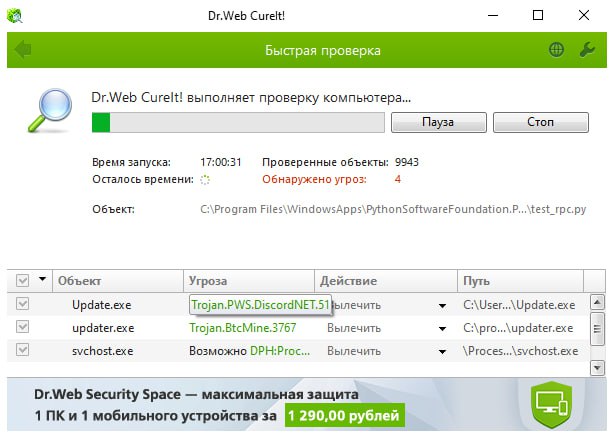 Dr.Web CureIt!
Быстрая проверка
Dr.Web CureIt! выполняет проверку компьютера...
Пауза
Стоп
Время запуска: 17:00:31 Проверенные объекты: 9943
Осталось времени: Обнаружено угроз: 4
Объект: C:\Program Files\WindowsApps\PythonSoftwareFoundation.P...\test_rpc.py
Объект Угроза Действие Путь
Update.exe Trojan.PWS.DiscordNET.51 Вылечить C:\User...\Update.exe
updater.exe Trojan.BtcMine.3767 Вылечить C:\pro...\updater.exe
svchost.exe Возможно DPH:Proc... Вылечить \Proces...\svchost.exe
Dr.Web Security Space — максимальная защита
1 ПК и 1 мобильного устройства за 1 290,00 рублей